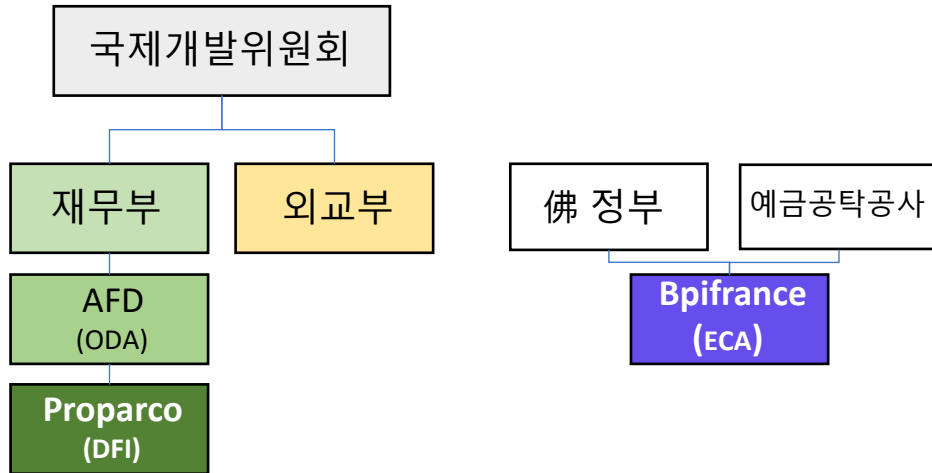 국제개발위원회
재무부
외교부
佛 정부
예금공탁공사
AFD
(ODA)
Bpifrance
(ECA)
Proparco
(DFI)